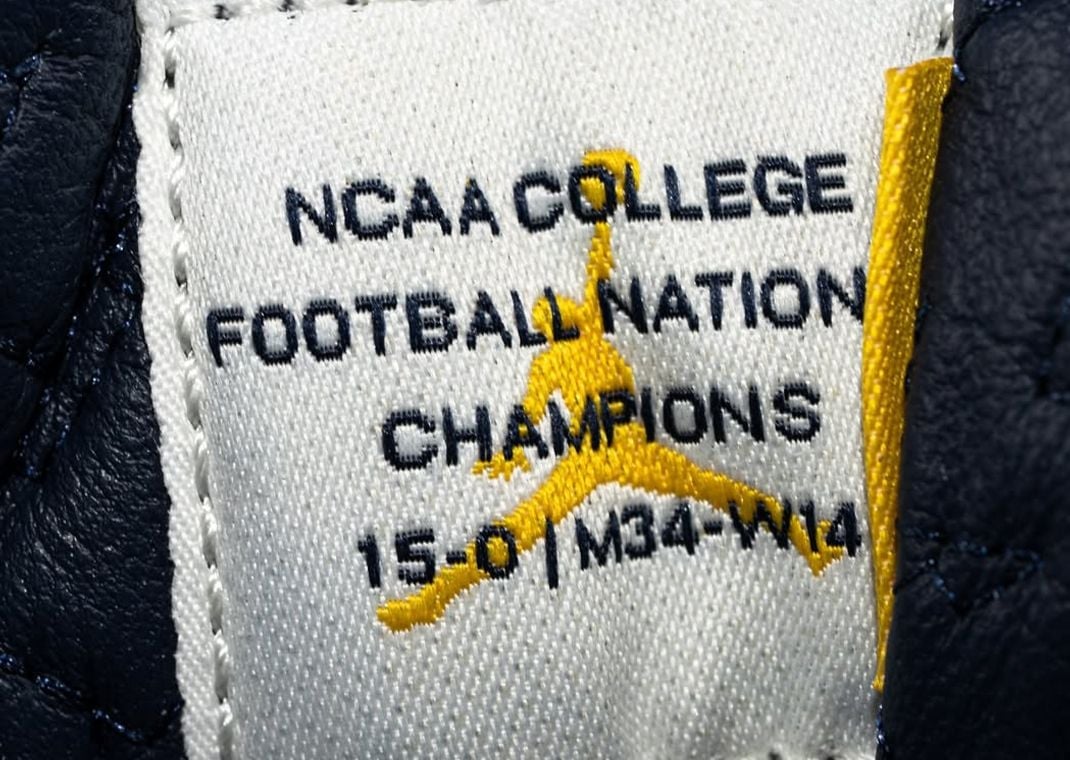 NCAA COLLEGE
FOOTBALL NATION
CHAMPIONS
15-0 | M34-W14